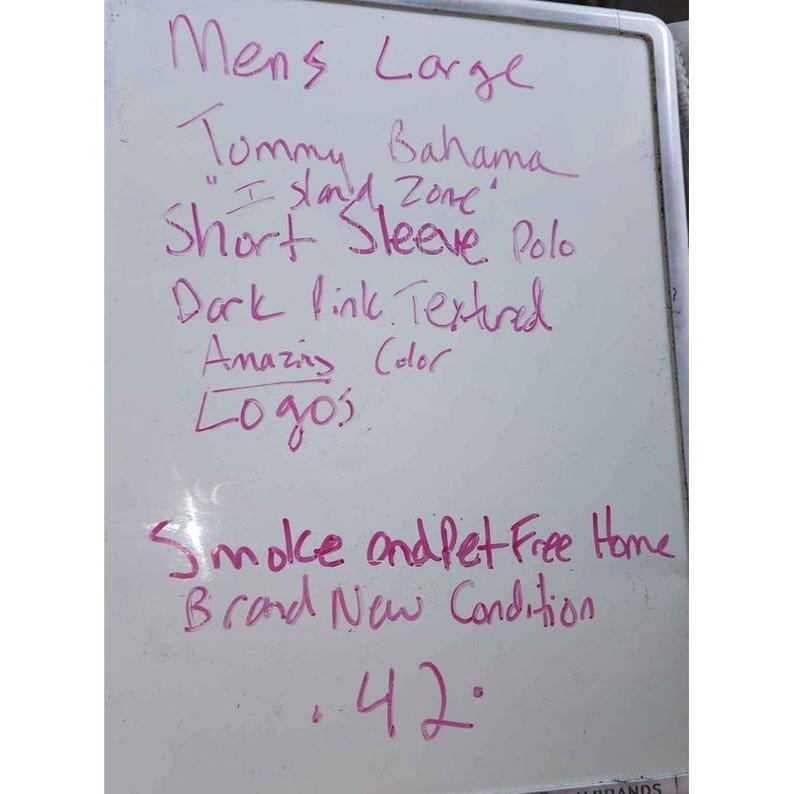 Mens Large
Tommy Bahama
"Island Zone"
Short Sleeve Polo
Dark Pink Textured
Amazing Color
Logos
Smoke and Pet Free Home
Brand New Condition
.42.
BRANDS